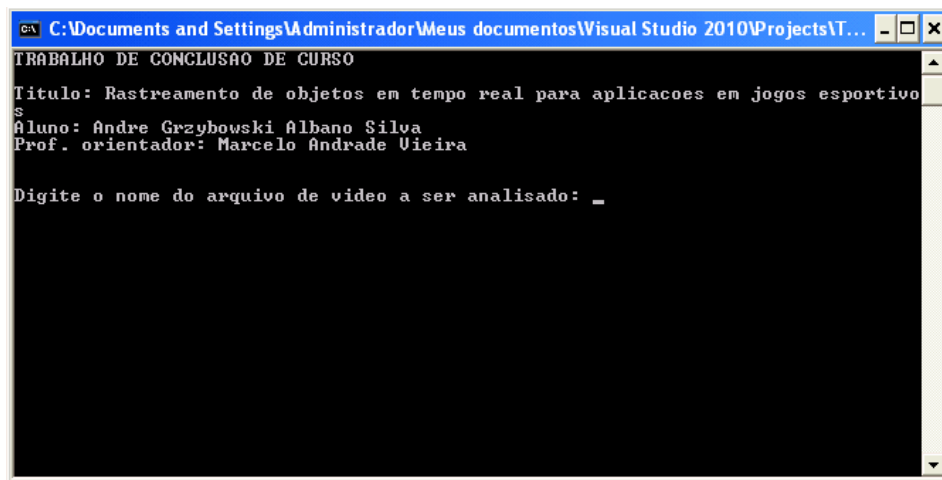 C:\Documents and Settings\Administrador\Meus documentos\Visual Studio 2010\Projects\T...
TRABALHO DE CONCLUSAO DE CURSO
Titulo: Rastreamento de objetos em tempo real para aplicacoes em jogos esportivo
s
Aluno: Andre Grzybowski Albano Silva
Prof. orientador: Marcelo Andrade Vieira
Digite o nome do arquivo de video a ser analisado: _